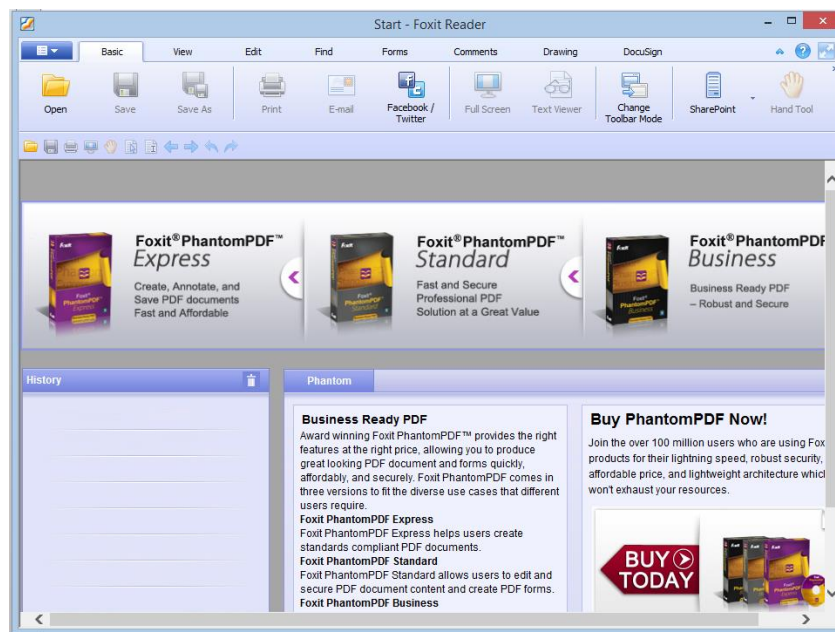 Start - Foxit Reader
Basic View Edit Find Forms Comments Drawing DocuSign
Open Save Save As Print E-mail Facebook / Twitter Full Screen Text Viewer Change Toolbar Mode SharePoint Hand Tool
Foxit®PhantomPDF™
Express
Create, Annotate, and
Save PDF documents
Fast and Affordable
Foxit®PhantomPDF™
Standard
Fast and Secure
Professional PDF
Solution at a Great Value
Foxit®PhantomPDF
Business
Business Ready PDF
– Robust and Secure
History
Phantom
Business Ready PDF
Award winning Foxit PhantomPDF™ provides the right
features at the right price, allowing you to produce
great looking PDF document and forms quickly,
affordably, and securely. Foxit PhantomPDF comes in
three versions to fit the diverse use cases that different
users require.
Foxit PhantomPDF Express
Foxit PhantomPDF Express helps users create
standards compliant PDF documents.
Foxit PhantomPDF Standard
Foxit PhantomPDF Standard allows users to edit and
secure PDF document content and create PDF forms.
Foxit PhantomPDF Business
Buy PhantomPDF Now!
Join the over 100 million users who are using Fox
products for their lightning speed, robust security,
affordable price, and lightweight architecture whic
won't exhaust your resources.
BUY
TODAY